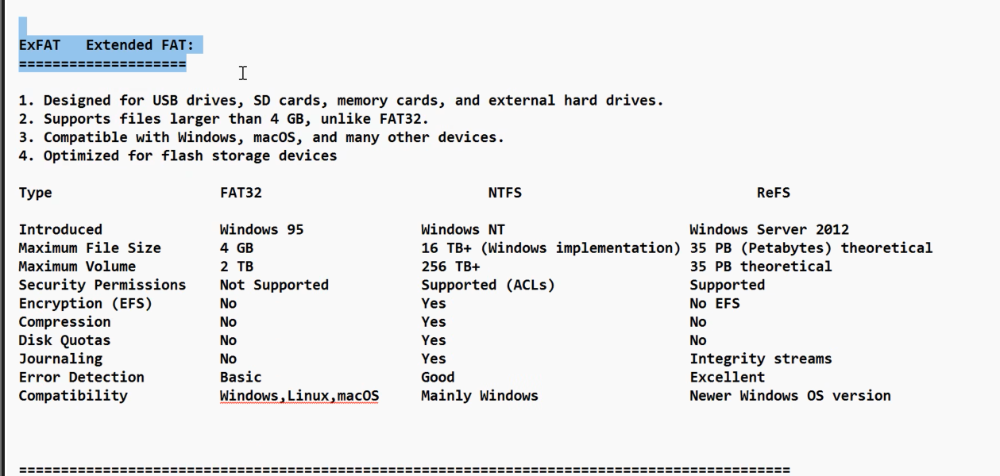 ExFAT   Extended FAT:
====================
1. Designed for USB drives, SD cards, memory cards, and external hard drives.
2. Supports files larger than 4 GB, unlike FAT32.
3. Compatible with Windows, macOS, and many other devices.
4. Optimized for flash storage devices
Type                    FAT32                           NTFS                            ReFS
Introduced              Windows 95              Windows NT                      Windows Server 2012
Maximum File Size       4 GB                    16 TB+ (Windows implementation) 35 PB (Petabytes) theoretical
Maximum Volume          2 TB                    256 TB+                         35 PB theoretical
Security Permissions    Not Supported           Supported (ACLs)                Supported
Encryption (EFS)        No                      Yes                             No EFS
Compression             No                      Yes                             No
Disk Quotas             No                      Yes                             No
Journaling              No                      Yes                             Integrity streams
Error Detection         Basic                   Good                            Excellent
Compatibility           Windows,Linux,macOS     Mainly Windows                  Newer Windows OS version
============================================================================================